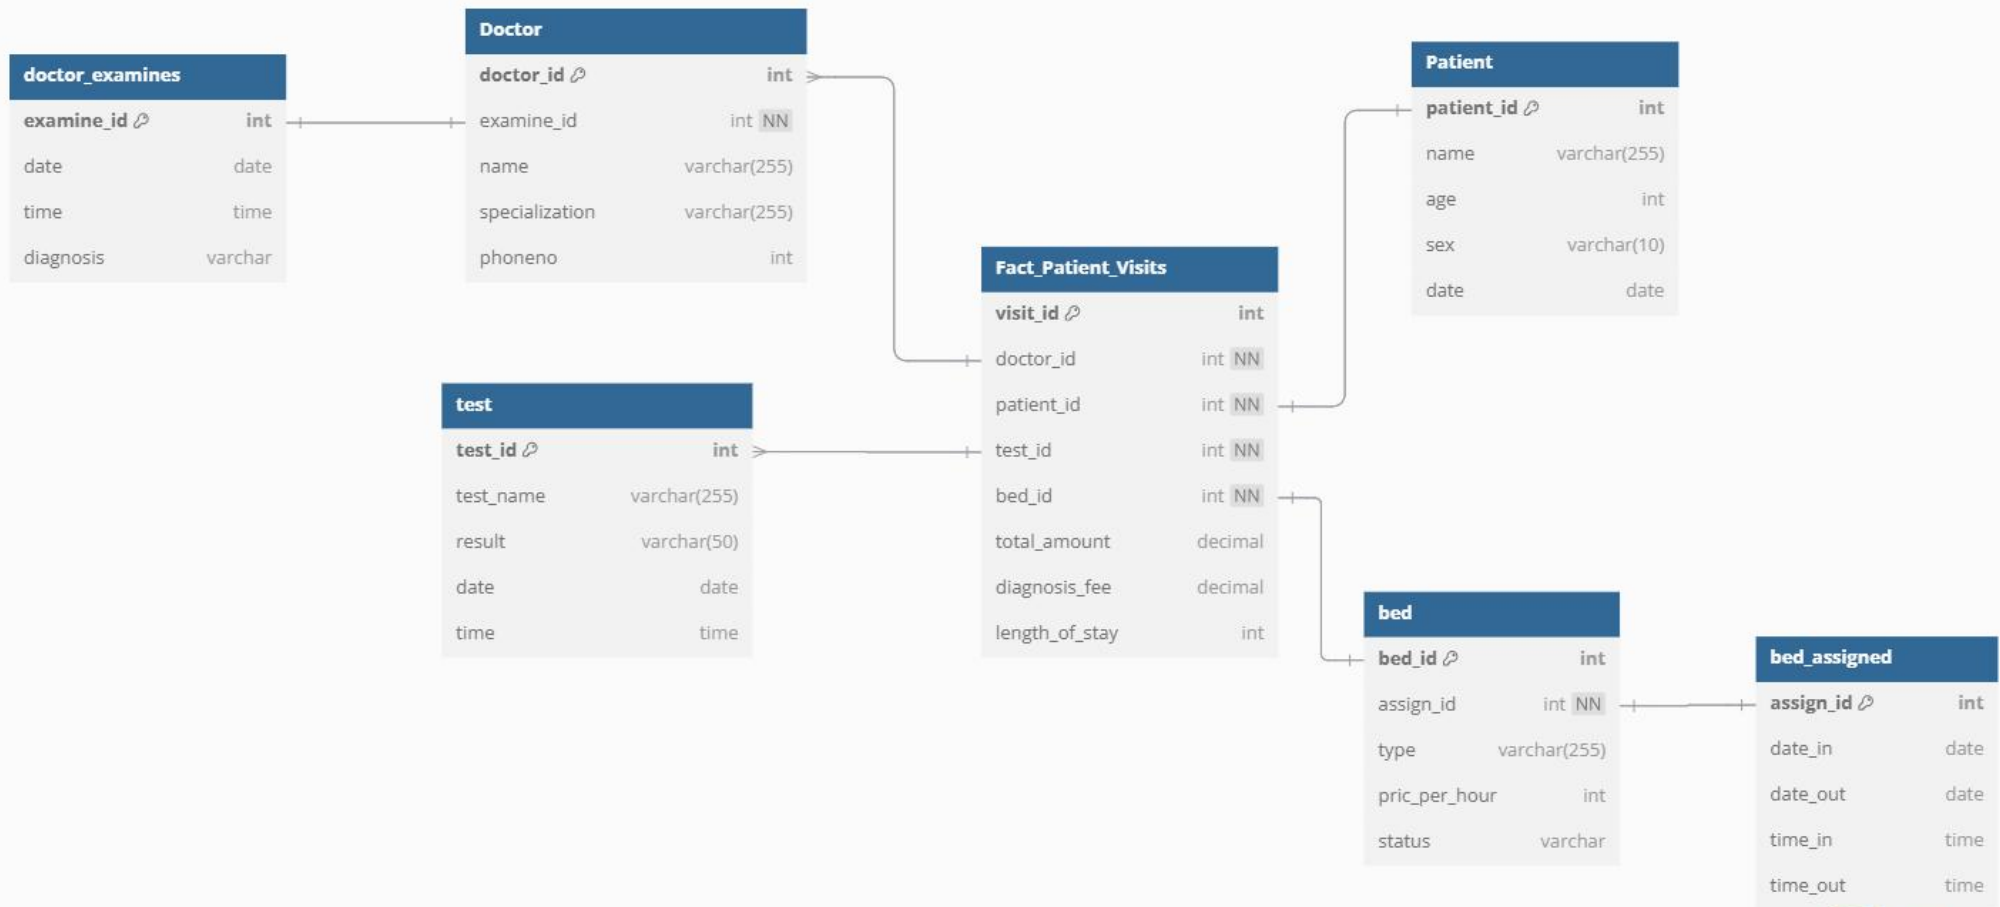 doctor_examines
examine_id int
date date
time time
diagnosis varchar
Doctor
doctor_id int
examine_id int NN
name varchar(255)
specialization varchar(255)
phoneno int
Patient
patient_id int
name varchar(255)
age int
sex varchar(10)
date date
Fact_Patient_Visits
visit_id int
doctor_id int NN
patient_id int NN
test_id int NN
bed_id int NN
total_amount decimal
diagnosis_fee decimal
length_of_stay int
test
test_id int
test_name varchar(255)
result varchar(50)
date date
time time
bed
bed_id int
assign_id int NN
type varchar(255)
pric_per_hour int
status varchar
bed_assigned
assign_id int
date_in date
date_out date
time_in time
time_out time